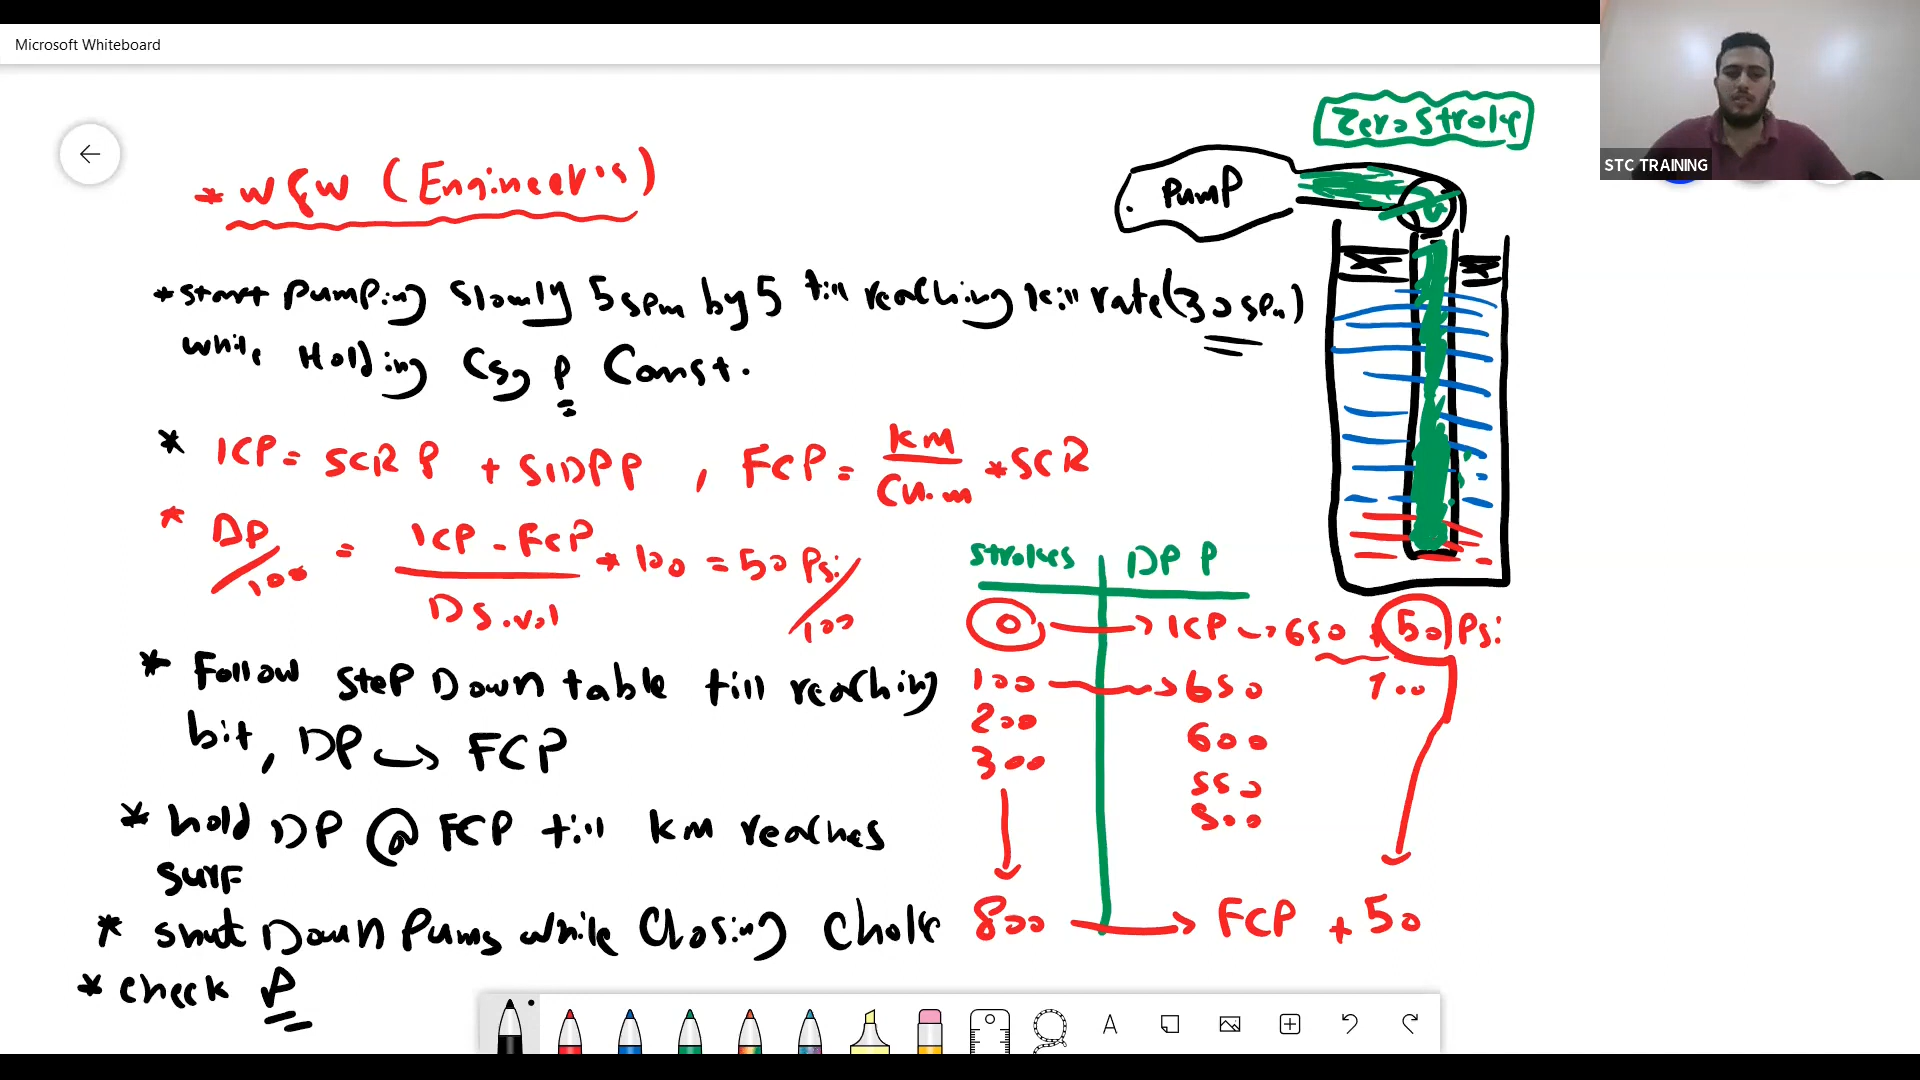 Microsoft Whiteboard
STC TRAINING
Zero Stroke
PumP
* W&W (Engineer's)
* start Pumping slowly 5spm by 5 till reaching kill rate (30 spm)
while Holding Csg P Const.
* ICP = SCR P + SIDPP , FCP = KM / CU.m * SCR
* DP/100 = ICP - FCP / DS.vol * 100 = 50 Psi/100
* Follow Step Down table till reaching
bit, DP → FCP
* hold DP @ FCP till KM reaches
surf
* shut Down Pums while Closing Choke
* check P
strokes DP P
0 → ICP → 650 + 50 Psi
100 → 650 700
200 600
300 550
500
800 → FCP + 50
A